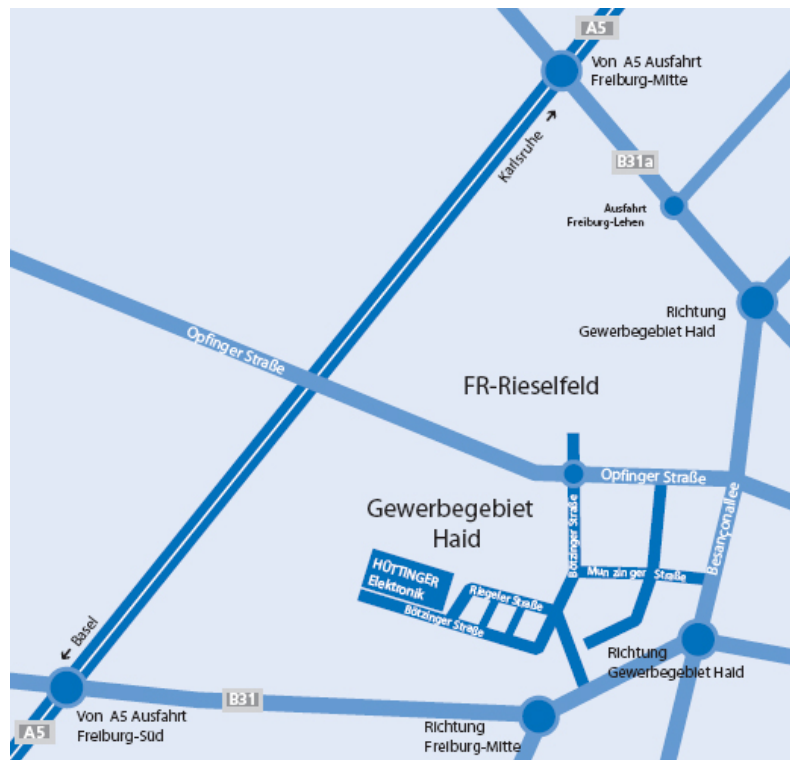 A5
Von A5 Ausfahrt
Freiburg-Mitte
Karlsruhe
B31a
Ausfahrt
Freiburg-Lehen
Richtung
Gewerbegebiet Haid
Opfinger Straße
FR-Rieselfeld
Opfinger Straße
Gewerbegebiet
Haid
Bötzinger Straße
Besançonallee
HÜTTINGER
Elektronik
Munzinger Straße
Riegeler Straße
Bötzinger Straße
Basel
Richtung
Gewerbegebiet Haid
B31
Von A5 Ausfahrt
Freiburg-Süd
A5
Richtung
Freiburg-Mitte